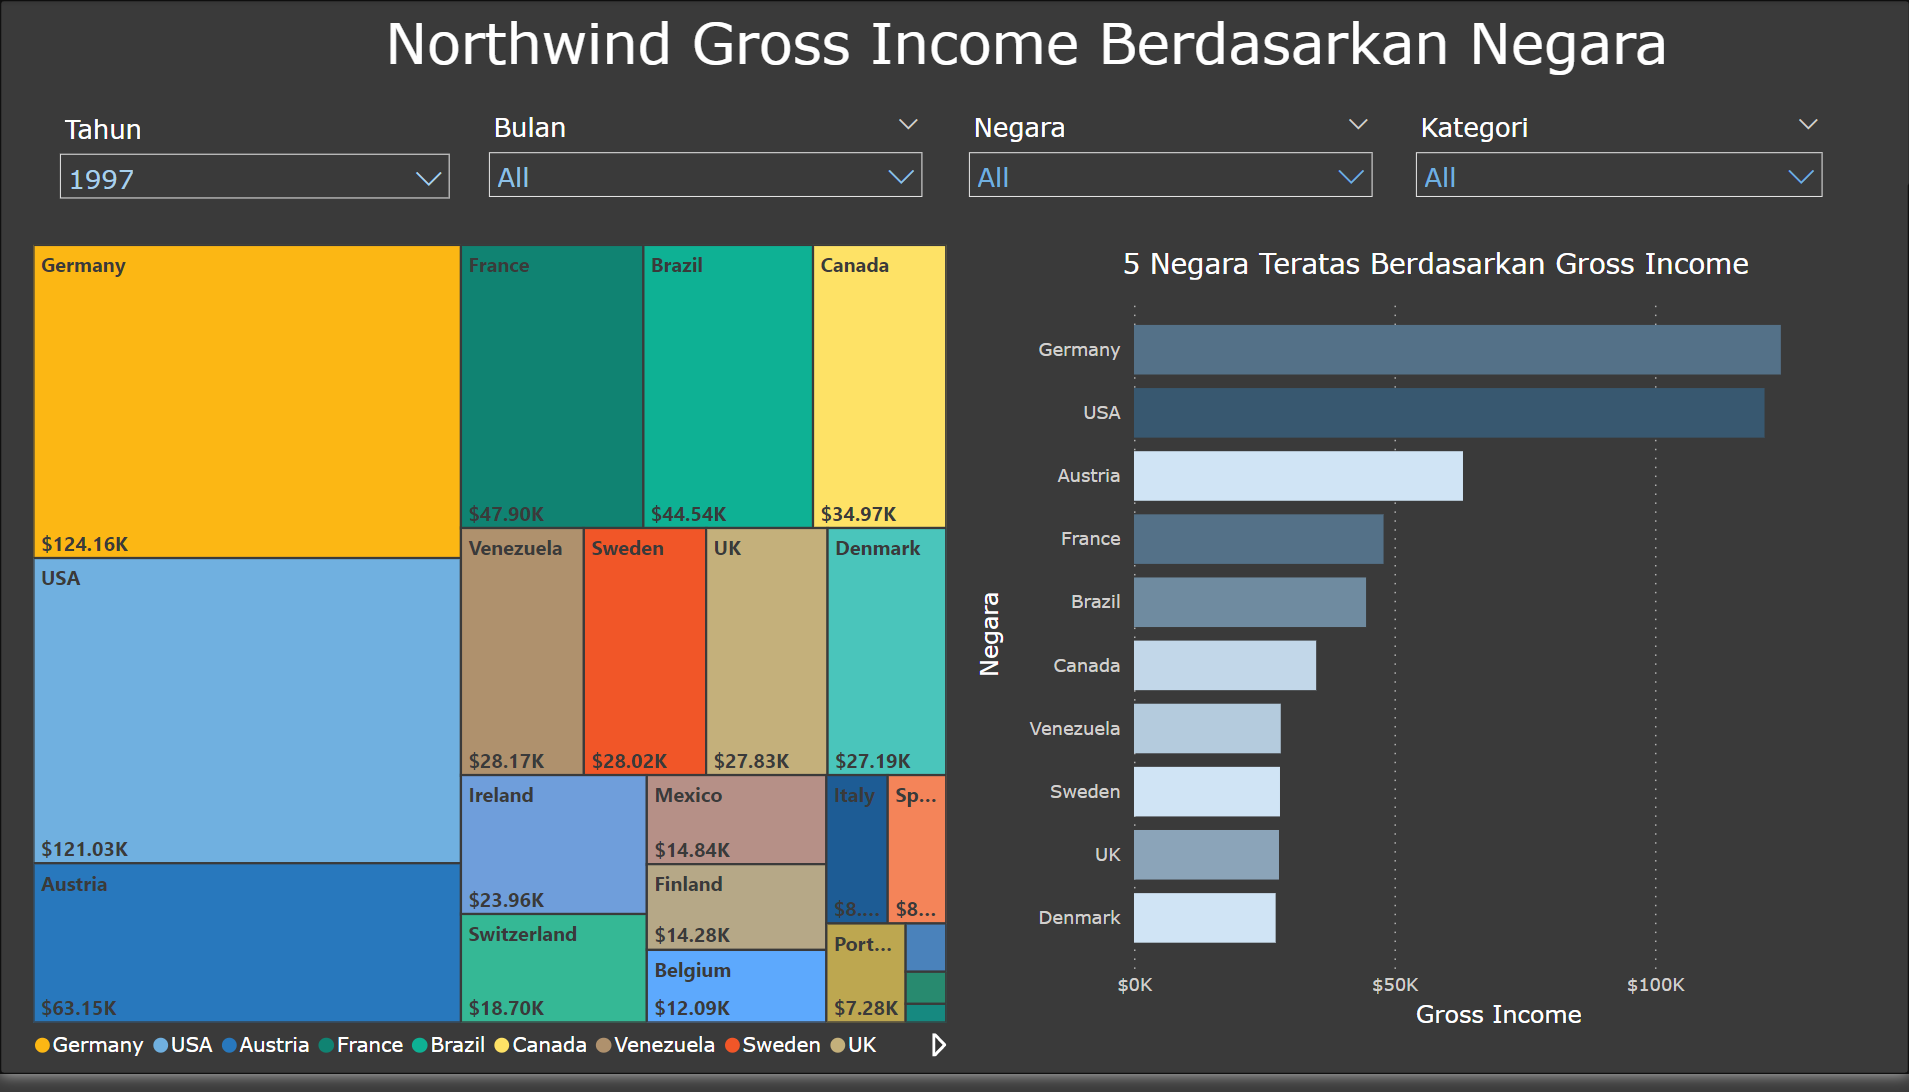 Northwind Gross Income Berdasarkan Negara
Tahun
1997
Bulan
All
Negara
All
Kategori
All
Germany
$124.16K
USA
$121.03K
Austria
$63.15K
France
$47.90K
Brazil
$44.54K
Canada
$34.97K
Venezuela
$28.17K
Sweden
$28.02K
UK
$27.83K
Denmark
$27.19K
Ireland
$23.96K
Switzerland
$18.70K
Mexico
$14.84K
Finland
$14.28K
Belgium
$12.09K
Italy
$8....
Sp...
$8...
Port...
$7.28K
Germany USA Austria France Brazil Canada Venezuela Sweden UK
5 Negara Teratas Berdasarkan Gross Income
Negara
Germany
USA
Austria
France
Brazil
Canada
Venezuela
Sweden
UK
Denmark
$0K $50K $100K
Gross Income